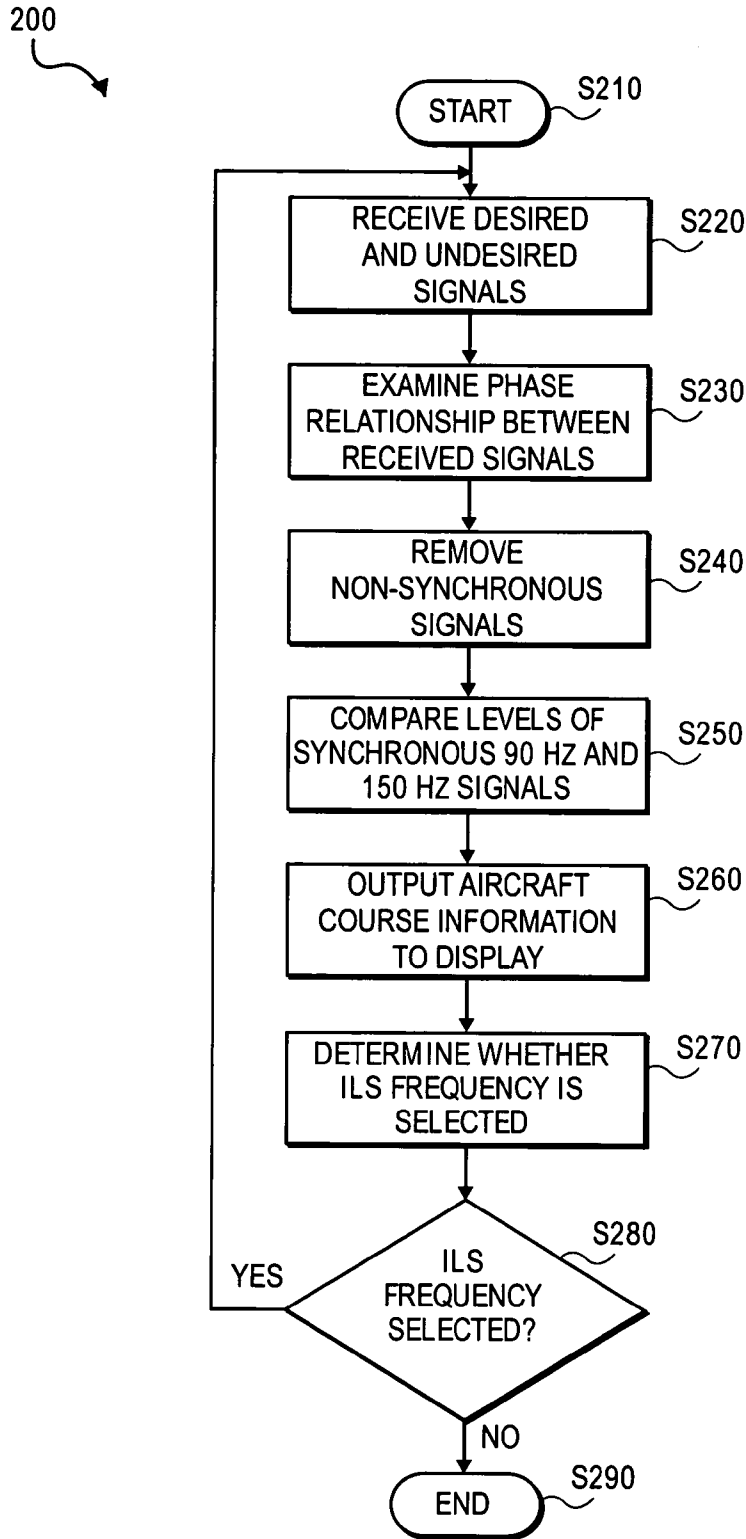 200
START
S210
RECEIVE DESIRED
AND UNDESIRED
SIGNALS
S220
EXAMINE PHASE
RELATIONSHIP BETWEEN
RECEIVED SIGNALS
S230
REMOVE
NON-SYNCHRONOUS
SIGNALS
S240
COMPARE LEVELS OF
SYNCHRONOUS 90 HZ AND
150 HZ SIGNALS
S250
OUTPUT AIRCRAFT
COURSE INFORMATION
TO DISPLAY
S260
DETERMINE WHETHER
ILS FREQUENCY IS
SELECTED
S270
ILS
FREQUENCY
SELECTED?
S280
YES
NO
END
S290